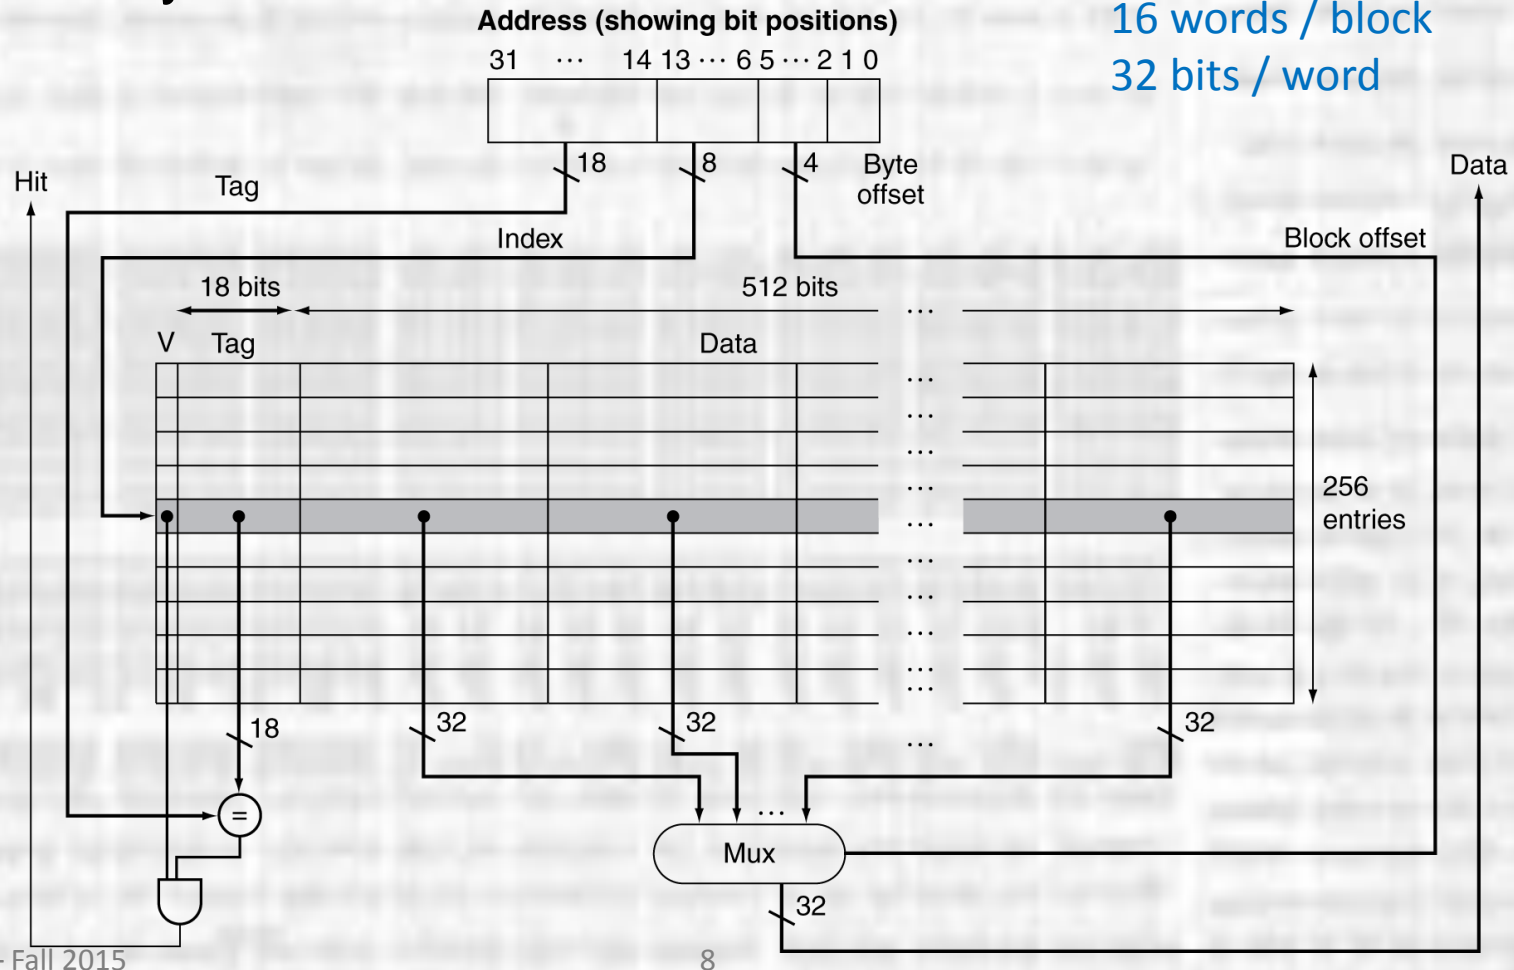 16 words / block
32 bits / word
Address (showing bit positions)
31 ··· 14 13 ··· 6 5 ··· 2 1 0
18 8 4 Byte
offset
Hit
Tag
Data
Index
Block offset
18 bits
512 bits
···
V Tag Data
···
···
···
···
···
···
···
···
···
···
256
entries
18 32 32 ··· 32
=
···
Mux
32
- Fall 2015
8